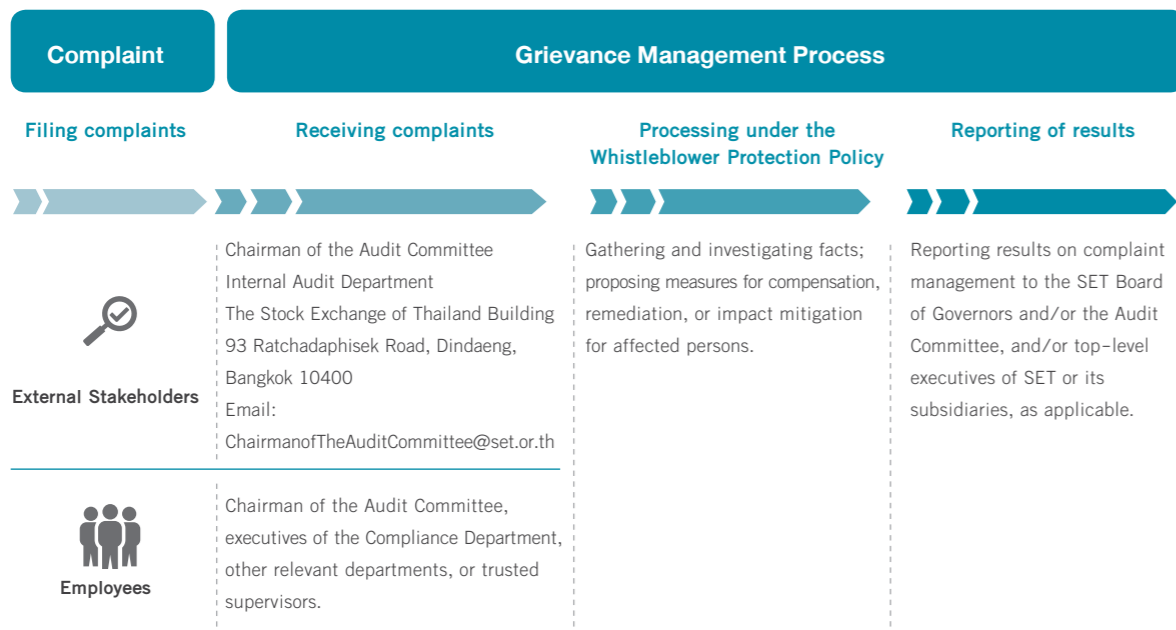 Complaint
Grievance Management Process
Filing complaints
Receiving complaints
Processing under the
Whistleblower Protection Policy
Reporting of results
External Stakeholders
Chairman of the Audit Committee
Internal Audit Department
The Stock Exchange of Thailand Building
93 Ratchadaphisek Road, Dindaeng,
Bangkok 10400
Email:
ChairmanofTheAuditCommittee@set.or.th
Employees
Chairman of the Audit Committee,
executives of the Compliance Department,
other relevant departments, or trusted
supervisors.
Gathering and investigating facts;
proposing measures for compensation,
remediation, or impact mitigation
for affected persons.
Reporting results on complaint
management to the SET Board
of Governors and/or the Audit
Committee, and/or top-level
executives of SET or its
subsidiaries, as applicable.